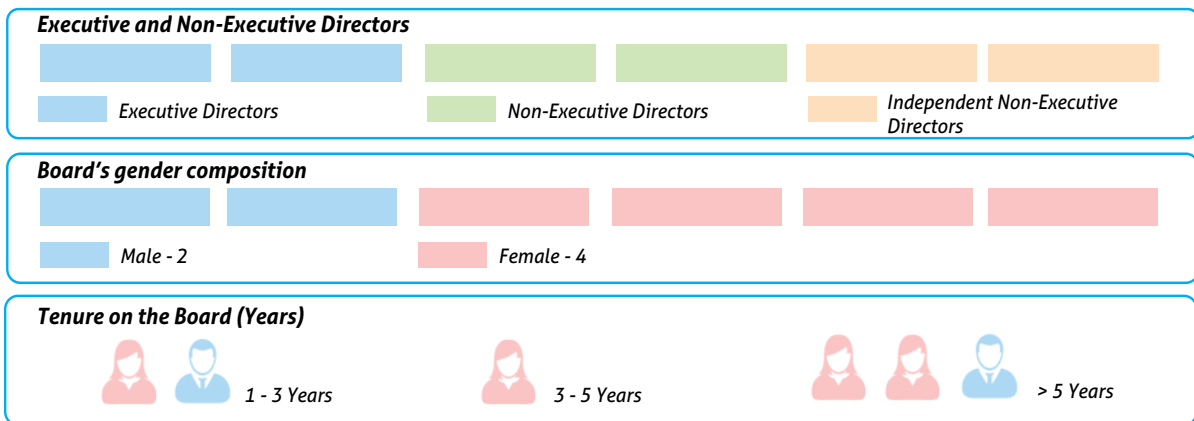 Executive and Non-Executive Directors
Executive Directors
Non-Executive Directors
Independent Non-Executive
Directors
Board's gender composition
Male - 2
Female - 4
Tenure on the Board (Years)
1 - 3 Years
3 - 5 Years
> 5 Years